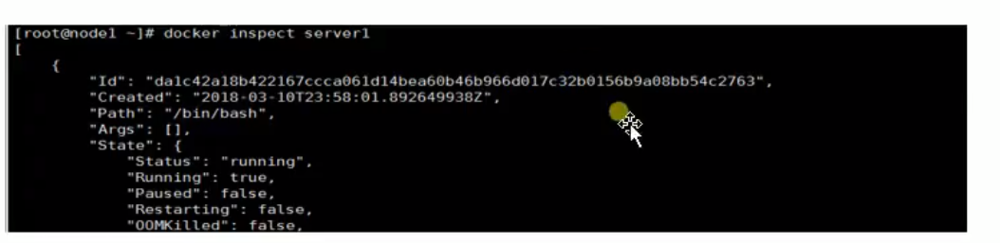 [root@node1 ~]# docker inspect server1
[
    {
        "Id": "da1c42a18b422167ccca061d14bea60b46b966d017c32b0156b9a08bb54c2763",
        "Created": "2018-03-10T23:58:01.892649938Z",
        "Path": "/bin/bash",
        "Args": [],
        "State": {
            "Status": "running",
            "Running": true,
            "Paused": false,
            "Restarting": false,
            "OOMKilled": false,